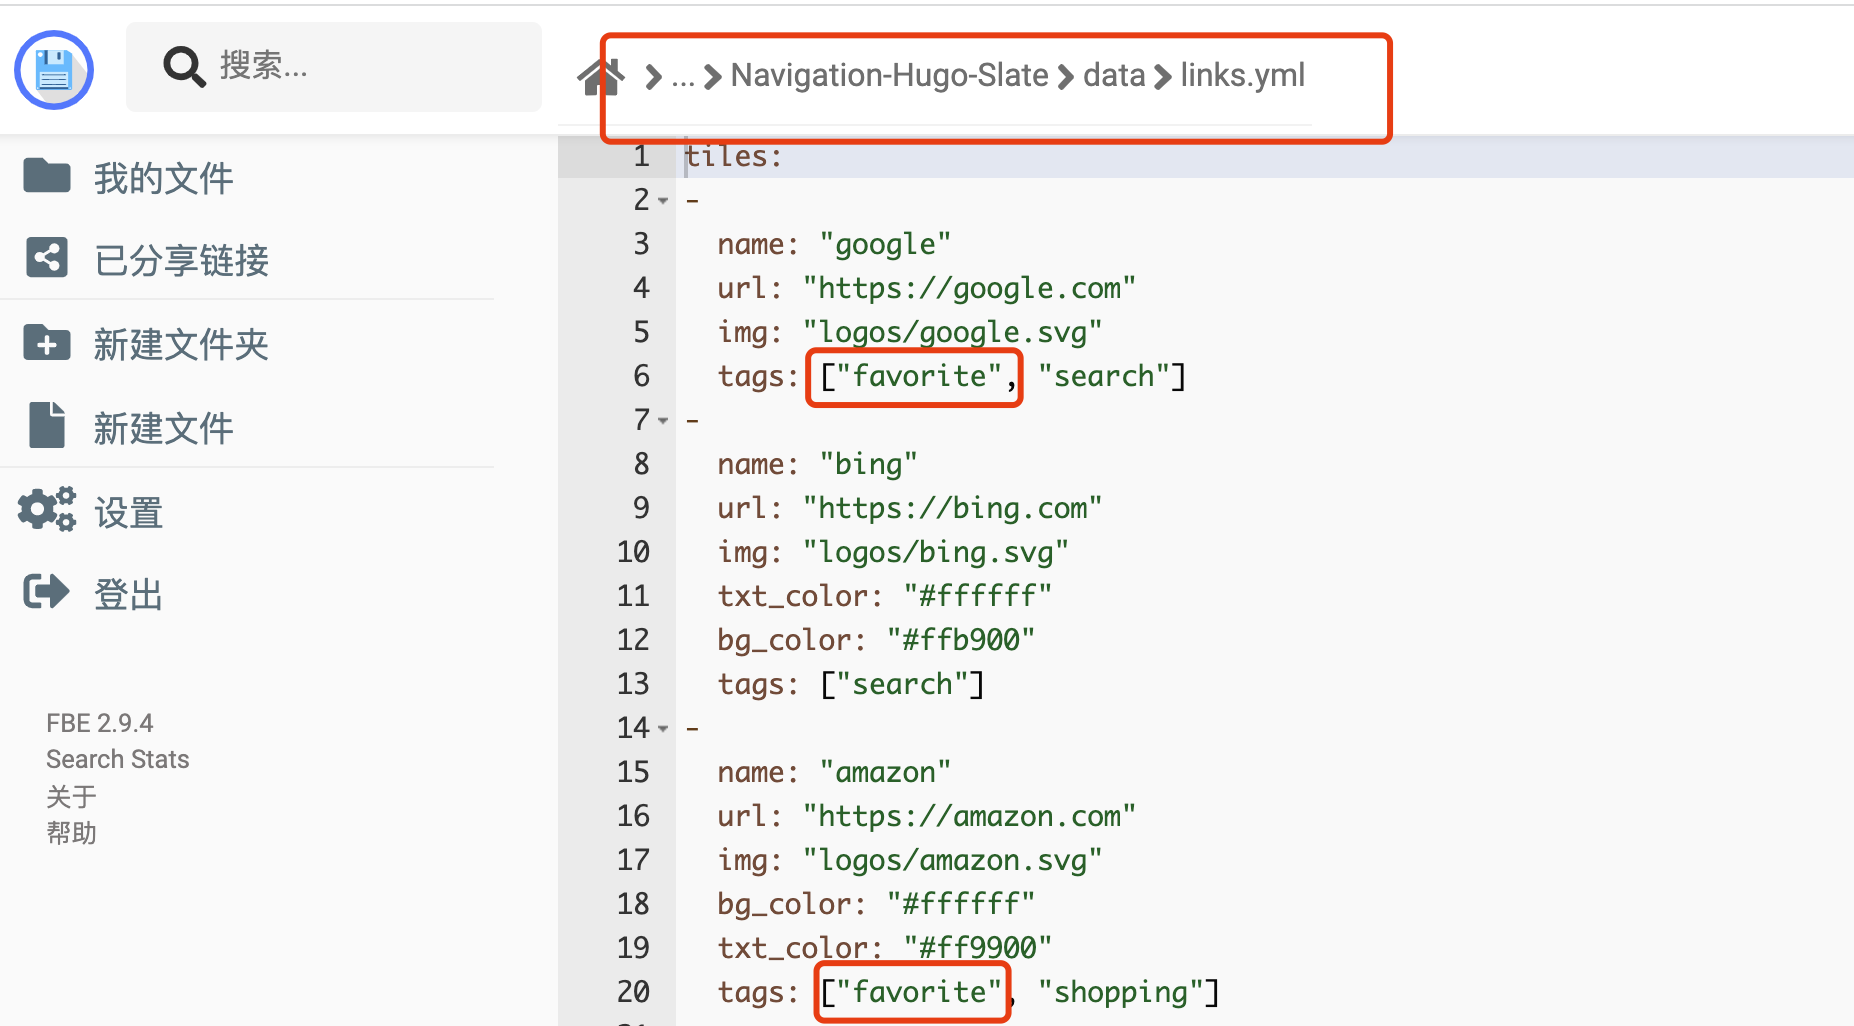 搜索...
... Navigation-Hugo-Slate data links.yml
我的文件
已分享链接
新建文件夹
新建文件
设置
登出
FBE 2.9.4
Search Stats
关于
帮助
1 tiles:
2 -
3 name: "google"
4 url: "https://google.com"
5 img: "logos/google.svg"
6 tags: ["favorite", "search"]
7 -
8 name: "bing"
9 url: "https://bing.com"
10 img: "logos/bing.svg"
11 txt_color: "#ffffff"
12 bg_color: "#ffb900"
13 tags: ["search"]
14 -
15 name: "amazon"
16 url: "https://amazon.com"
17 img: "logos/amazon.svg"
18 bg_color: "#ffffff"
19 txt_color: "#ff9900"
20 tags: ["favorite", "shopping"]